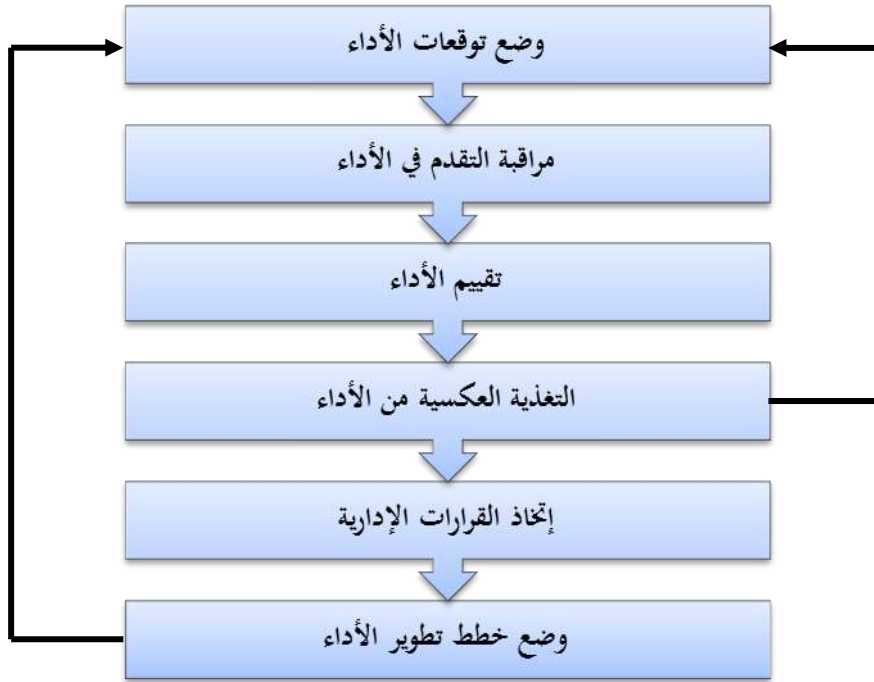 وضع توقعات الأداء
مراقبة التقدم في الأداء
تقييم الأداء
التغذية العكسية من الأداء
إتخاذ القرارات الإدارية
وضع خطط تطوير الأداء